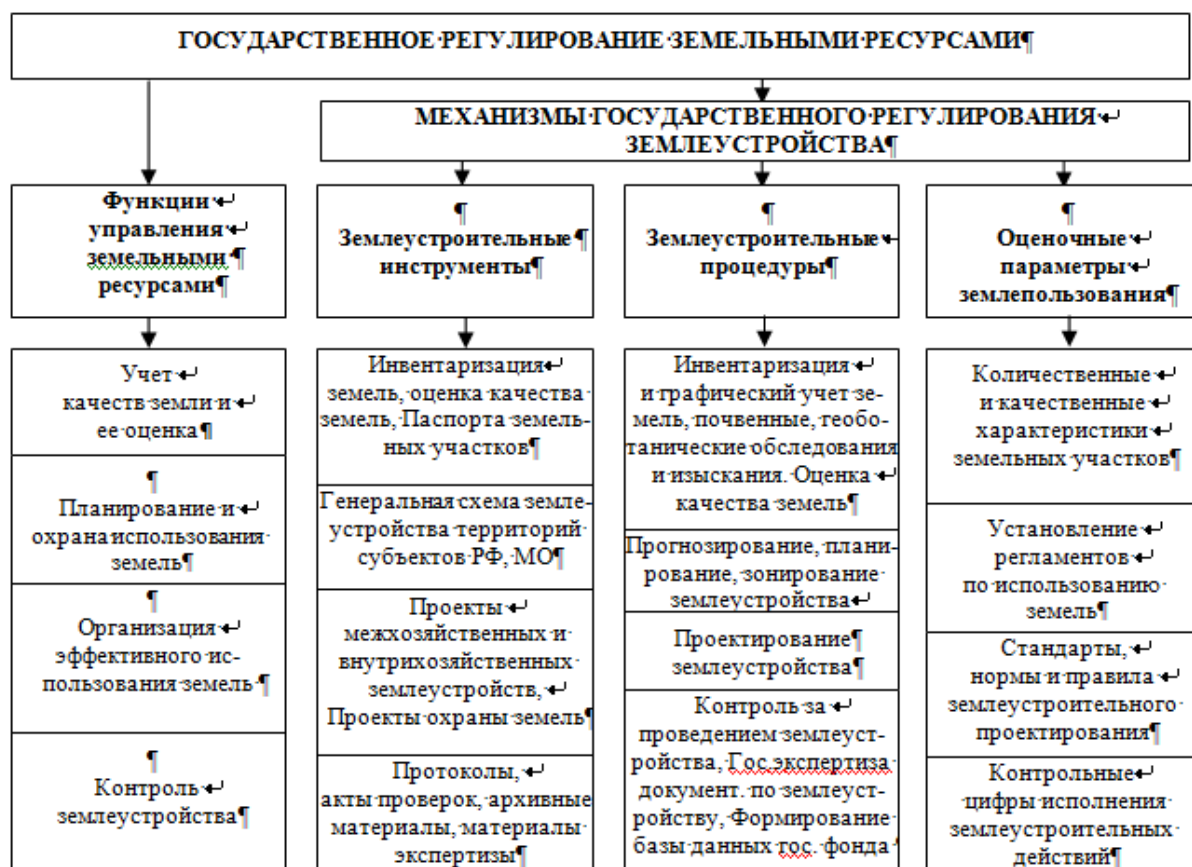 ГОСУДАРСТВЕННОЕ РЕГУЛИРОВАНИЕ ЗЕМЕЛЬНЫМИ РЕСУРСАМИ¶
МЕХАНИЗМЫ ГОСУДАРСТВЕННОГО РЕГУЛИРОВАНИЯ ↵
ЗЕМЛЕУСТРОЙСТВА¶
Функции ↵
управления
земельными ¶
ресурсами¶
¶
Землеустроительные ¶
инструменты¶
¶
Землеустроительные ↵
процедуры¶
¶
Оценочные ↵
параметры ↵
землепользования¶
Учет ↵
качеств земли и ↵
ее оценка¶
¶
Планирование и ↵
охрана использования
земель¶
¶
Организация ↵
эффективного ис-
пользования земель ¶
¶
Контроль ↵
землеустройства¶
Инвентаризация↵
земель, оценка качества
земель, Паспорта земель-
ных участков¶
Генеральная схема земле-
устройства территорий
субъектов РФ, МО¶
Проекты ↵
межхозяйственных и
внутрихозяйственных
землеустройств, ↵
Проекты охраны земель¶
Протоколы, ↵
акты проверок, архивные
материалы, материалы
экспертизы¶
Инвентаризация↵
и графический учет зе-
мель, почвенные, геобо-
танические обследования
и изыскания. Оценка ↵
качества земель¶
Прогнозирование, плани-
рование, зонирование
землеустройства↵
Проектирование¶
землеустройства¶
Контроль за ↵
проведением землеуст-
ройства, Гос.экспертиза
документ. по землеуст-
ройству, Формирование
базы данных гос. фонда ¶
Количественные ↵
и качественные ↵
характеристики ↵
земельных участков¶
Установление ↵
регламентов ↵
по использованию
земель¶
Стандарты, ↵
нормы и правила ↵
землеустроительного
проектирования¶
Контрольные↵
цифры исполнения
землеустроительных
действий¶